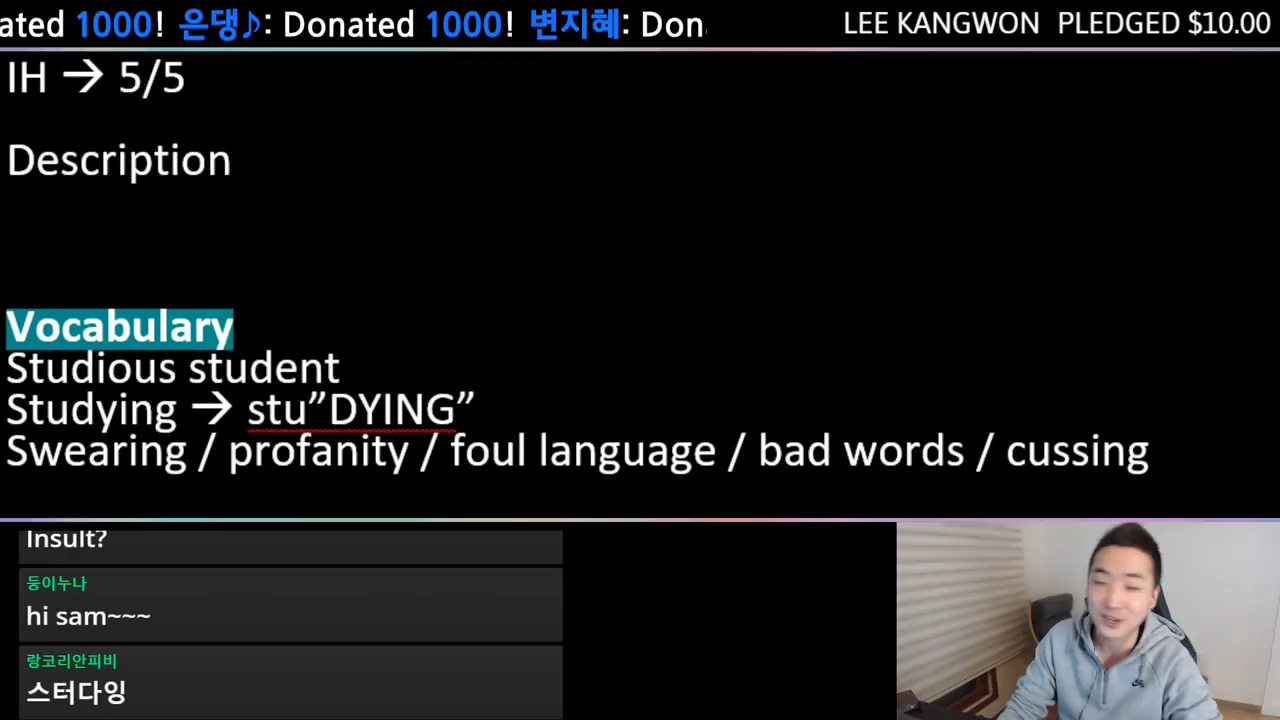 ated 1000! 은댕♪: Donated 1000! 변지혜: Don
LEE KANGWON PLEDGED $10.00
IH → 5/5
Description
Vocabulary
Studious student
Studying → stu”DYING”
Swearing / profanity / foul language / bad words / cussing
Insult?
둥이누나
hi sam~~~
랑코리안피비
스터다잉